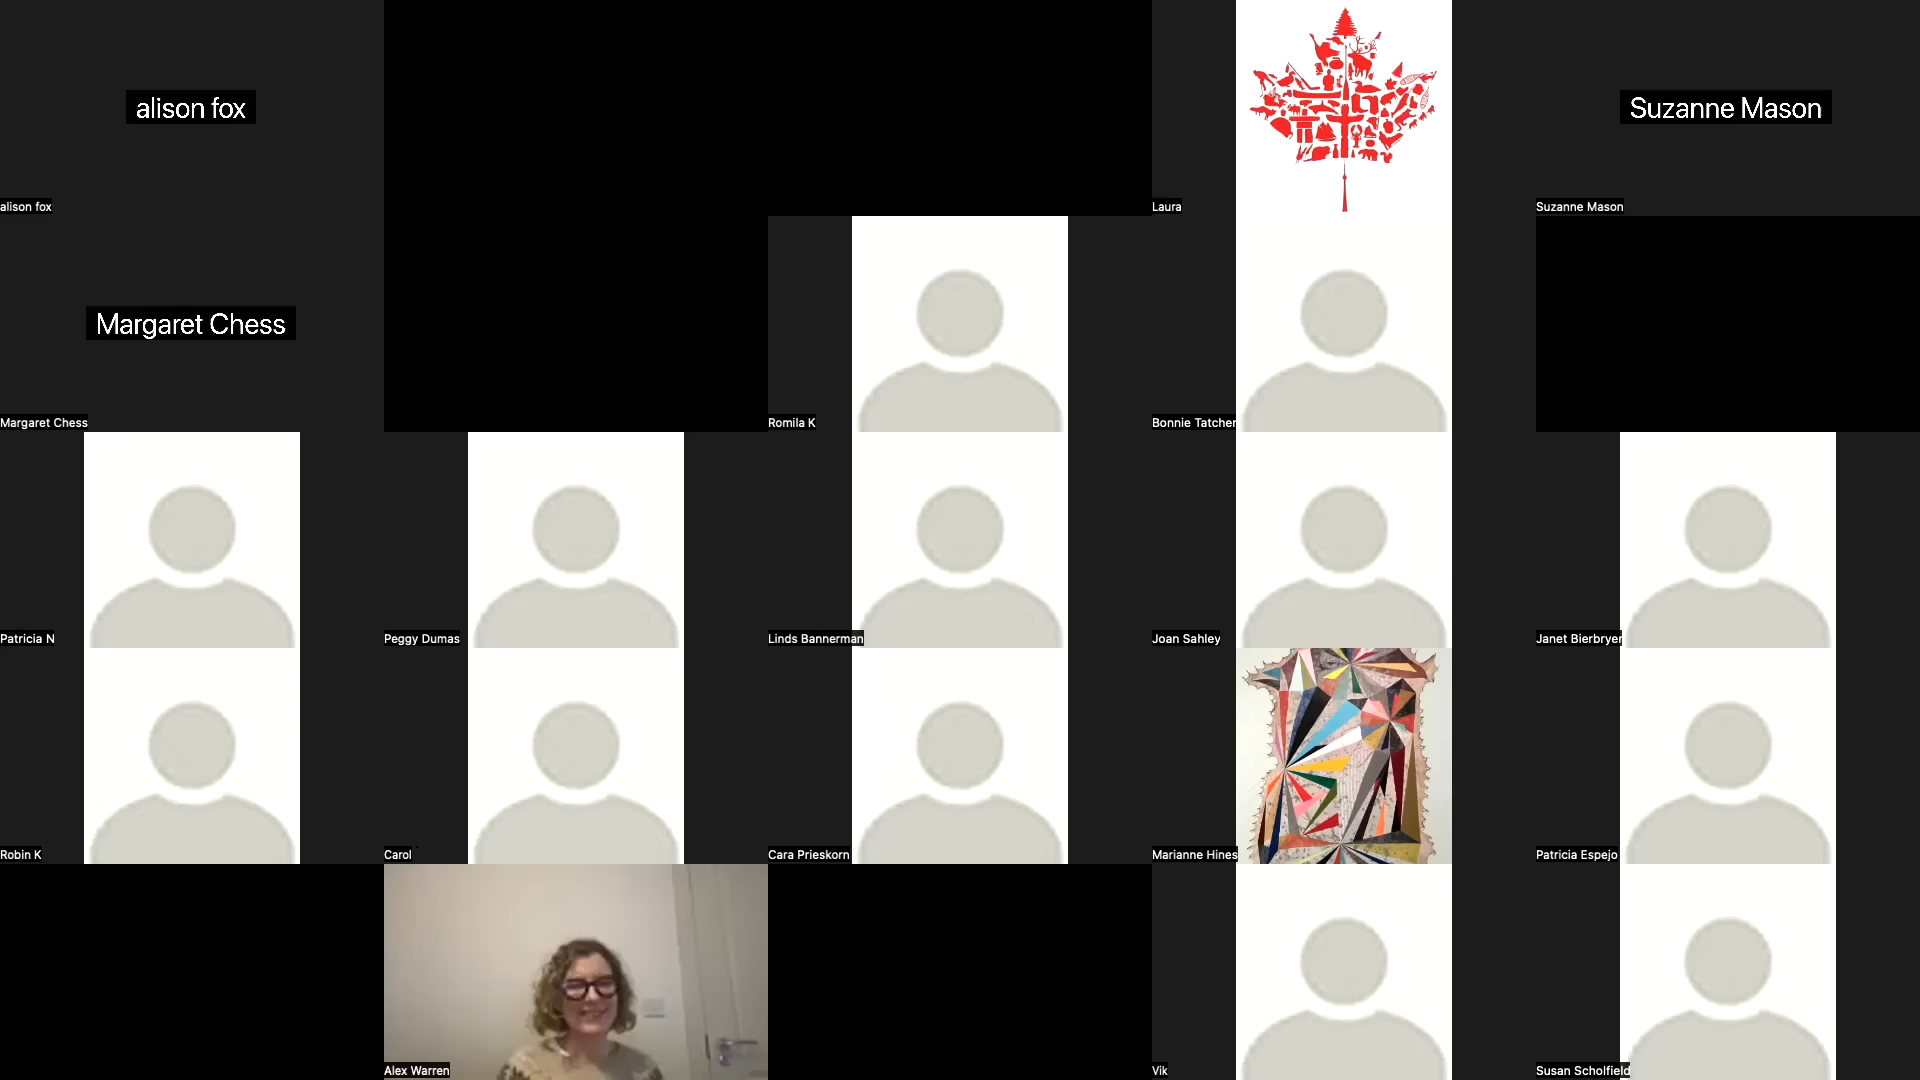 alison fox
Suzanne Mason
alison fox
Laura
Suzanne Mason
Margaret Chess
Margaret Chess
Romila K
Bonnie Tatcher
Patricia N
Peggy Dumas
Linds Bannerman
Joan Sahley
Janet Bierbryer
Robin K
Carol
Cara Prieskorn
Marianne Hines
Patricia Espejo
Alex Warren
Vik
Susan Scholfield